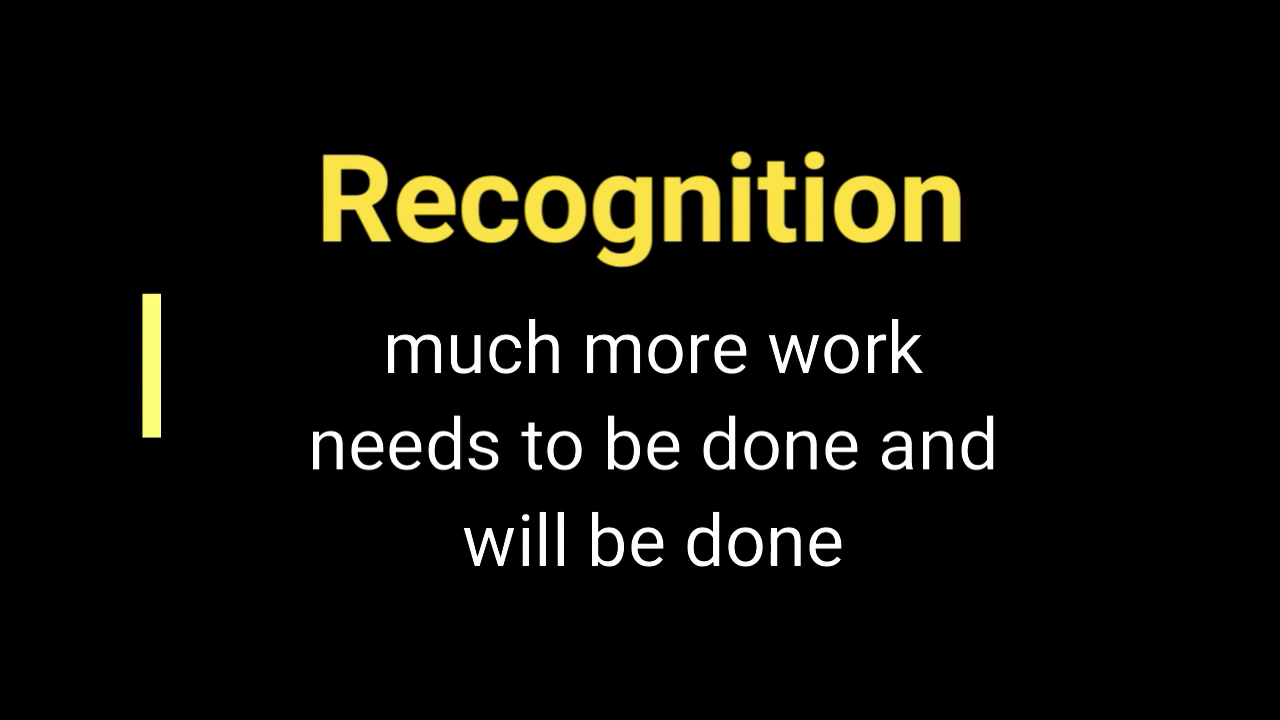 Recognition
much more work
needs to be done and
will be done